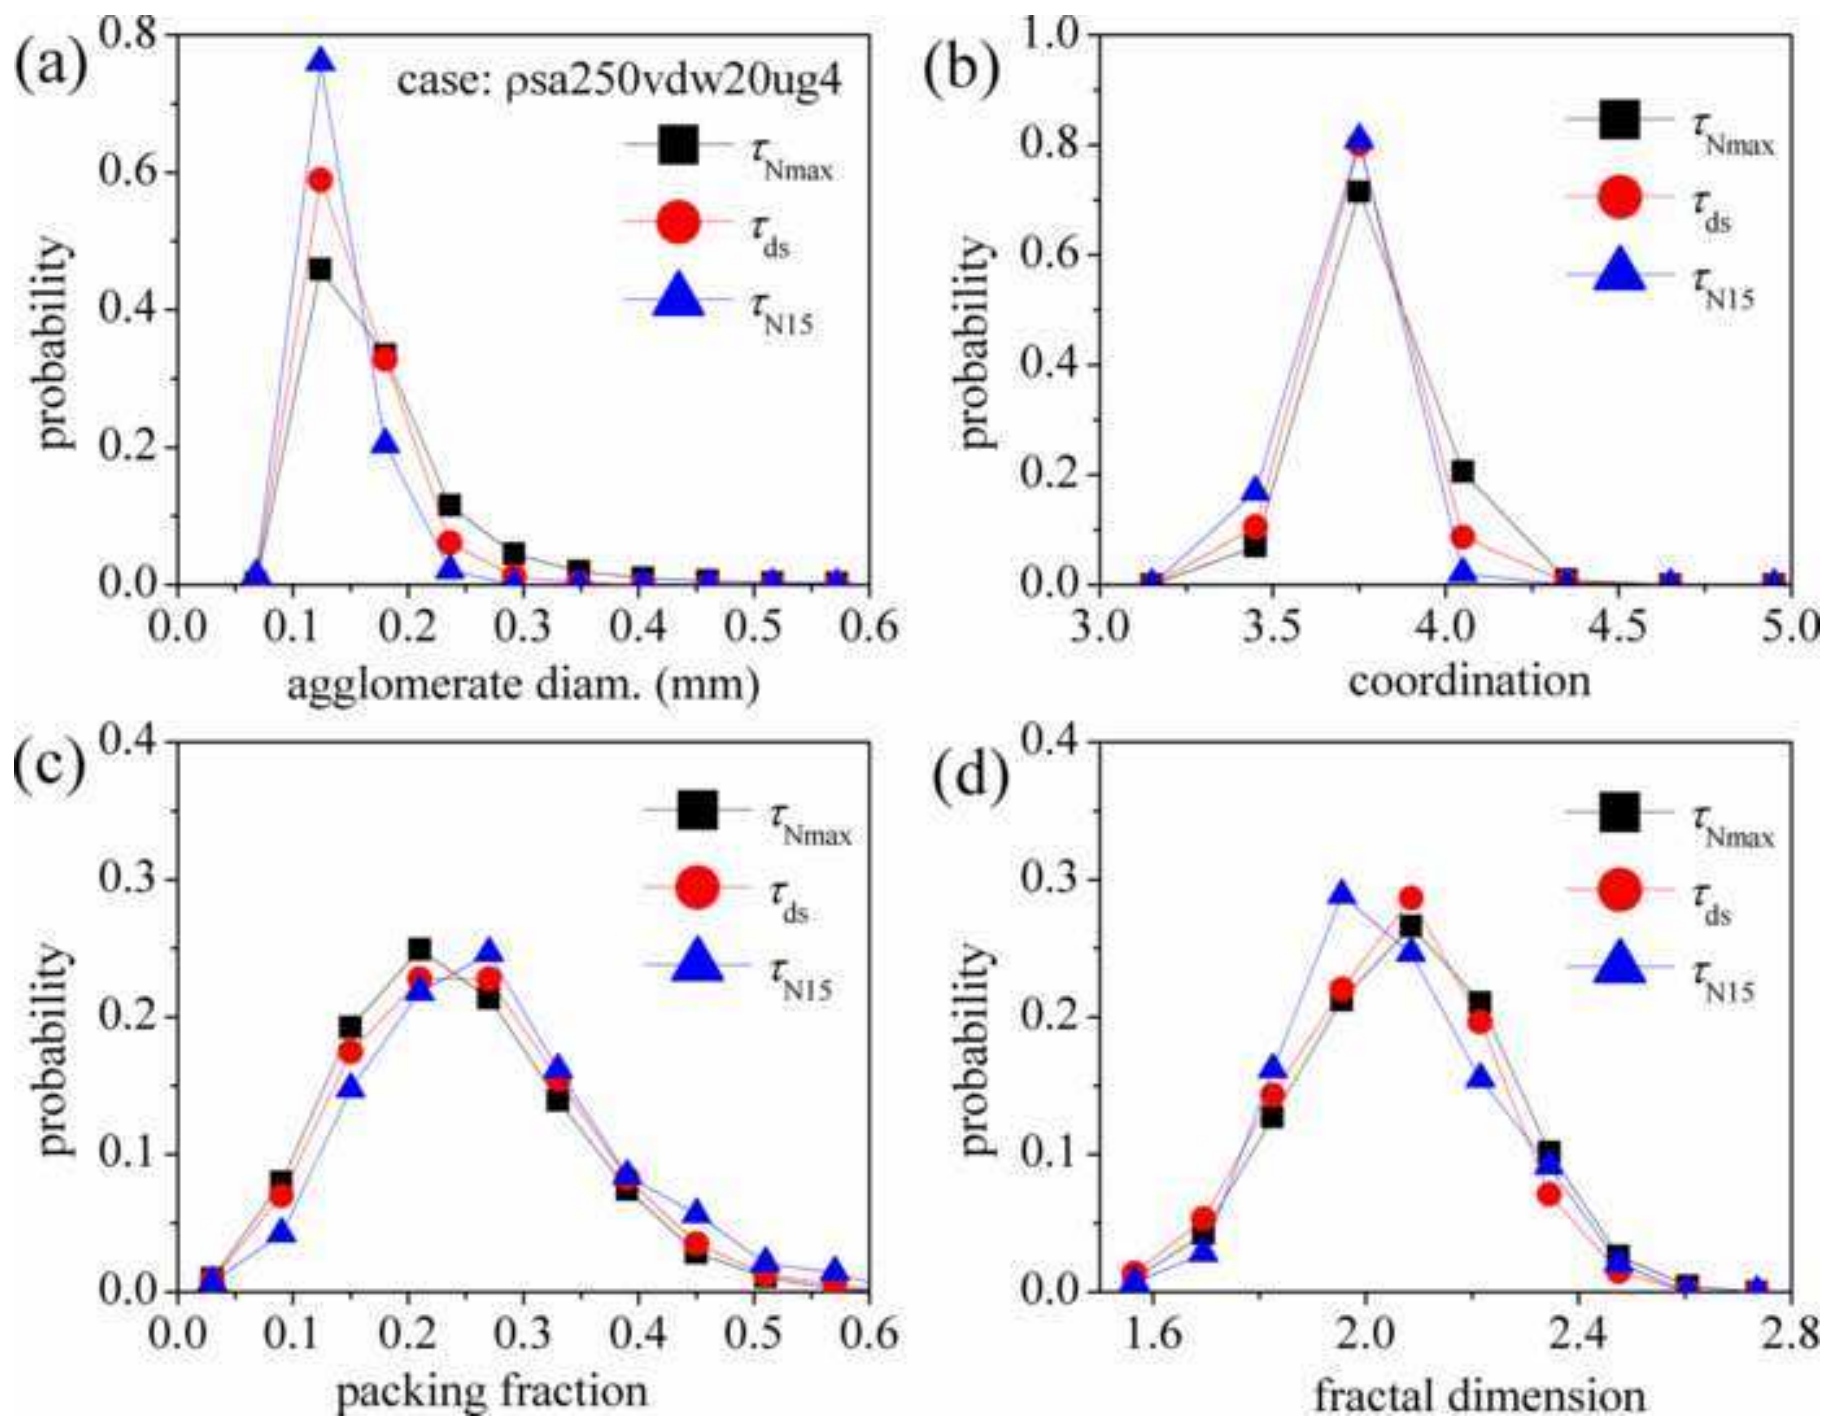 (a)
case: ρsa250vdw20ug4
τNmax
τds
τN15
probability
0.8
0.6
0.4
0.2
0.0
0.0 0.1 0.2 0.3 0.4 0.5 0.6
agglomerate diam. (mm)
(b)
τNmax
τds
τN15
probability
1.0
0.8
0.6
0.4
0.2
0.0
3.0 3.5 4.0 4.5 5.0
coordination
(c)
τNmax
τds
τN15
probability
0.4
0.3
0.2
0.1
0.0
0.0 0.1 0.2 0.3 0.4 0.5 0.6
packing fraction
(d)
τNmax
τds
τN15
probability
0.4
0.3
0.2
0.1
0.0
1.6 2.0 2.4 2.8
fractal dimension